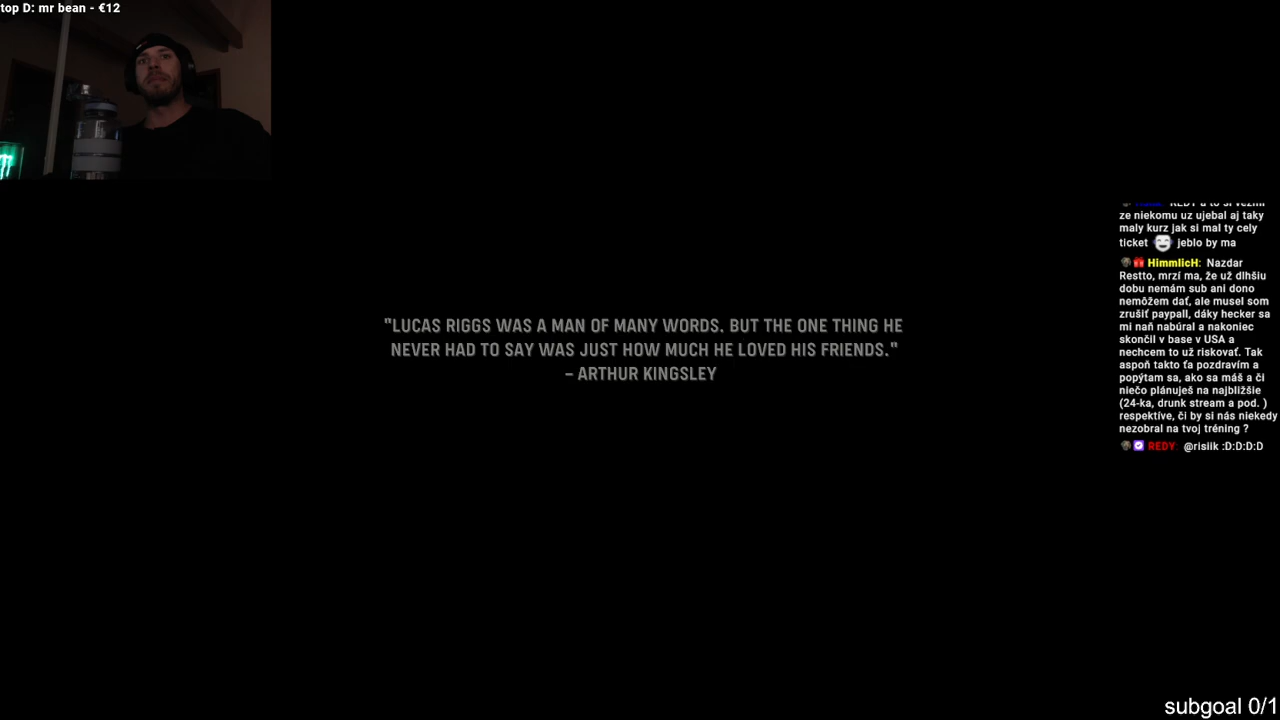 top D: mr bean - €12
ze niekomu uz ujebal aj taky
maly kurz jak si mal ty cely
ticket jeblo by ma
HimmlicH: Nazdar
Restto, mrzí ma, že už dlhšiu
dobu nemám sub ani dono
nemôžem dať, ale musel som
zrušiť paypall, dáky hecker sa
mi naň nabúral a nakoniec
skončil v base v USA a
nechcem to už riskovať. Tak
aspoň takto ťa pozdravím a
popýtam sa, ako sa máš a či
niečo plánuješ na najbližšie
(24-ka, drunk stream a pod. )
respektíve, či by si nás niekedy
nezobral na tvoj tréning ?
REDY @risiik :D:D:D:D
"LUCAS RIGGS WAS A MAN OF MANY WORDS. BUT THE ONE THING HE
NEVER HAD TO SAY WAS JUST HOW MUCH HE LOVED HIS FRIENDS."
– ARTHUR KINGSLEY
subgoal 0/1